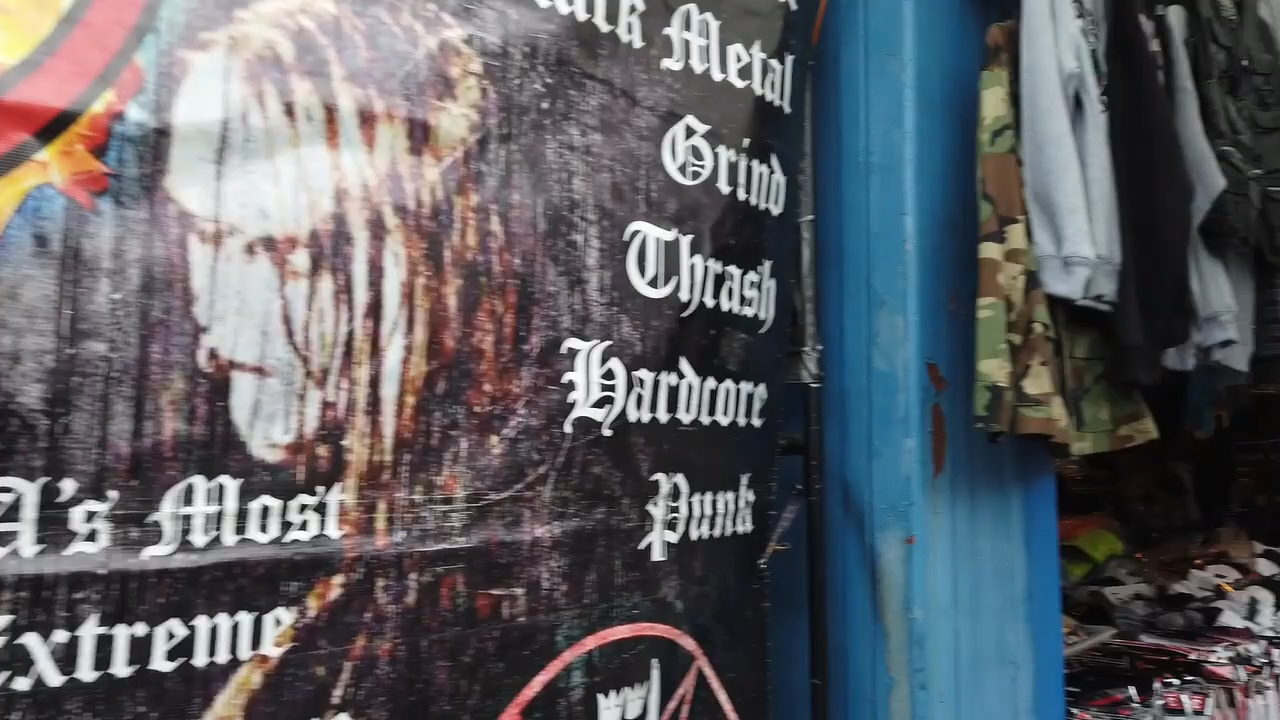 Metal
Grind
Thrash
Hardcore
Punk
A's Most
Extreme